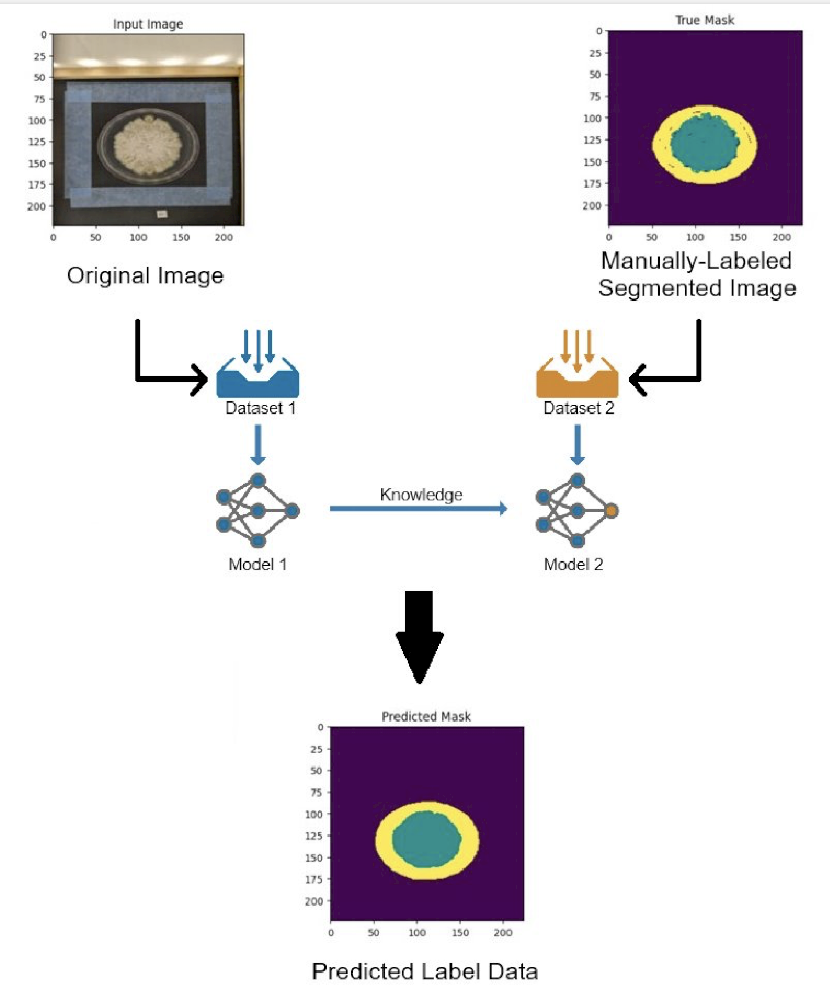 Input Image
0
25
50
75
100
125
150
175
200
0 50 100 150 200
Original Image
True Mask
0
25
50
75
100
125
150
175
200
0 50 100 150 200
Manually-Labeled
Segmented Image
Dataset 1
Dataset 2
Knowledge
Model 1
Model 2
Predicted Mask
0
25
50
75
100
125
150
175
200
0 50 100 150 200
Predicted Label Data